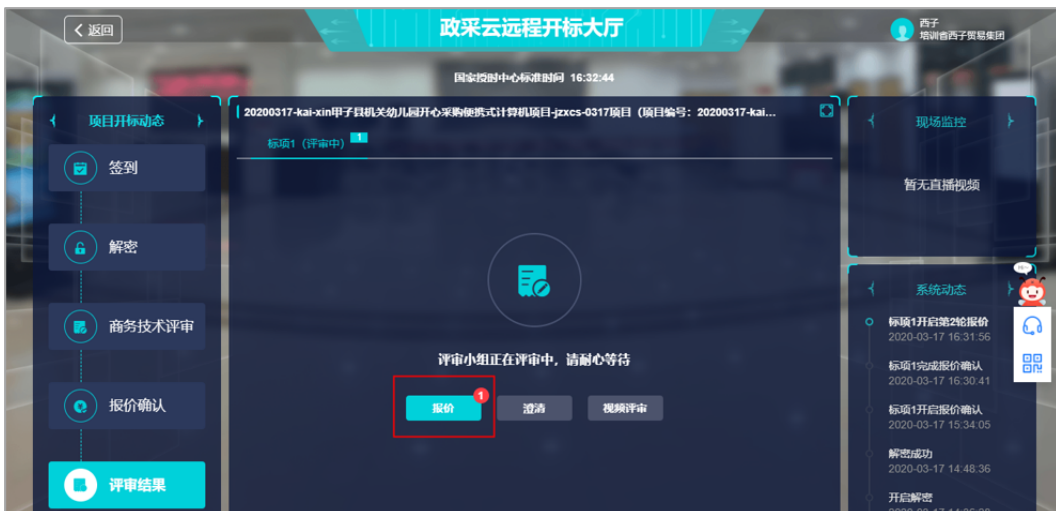 返回
政采云远程开标大厅
西子
培训省西子贸易集团
国家授时中心标准时间 16:32:44
项目开标动态
签到
解密
商务技术评审
报价确认
评审结果
20200317-kai-xin甲子县机关幼儿园开心采购便携式计算机项目-jzxcs-0317项目（项目编号：20200317-kai...
标项1（评审中） 1
评审小组正在评审中，请耐心等待
报价 1
澄清
视频评审
现场监控
暂无直播视频
系统动态
标项1开启第2轮报价
2020-03-17 16:31:56
标项1完成报价确认
2020-03-17 16:30:41
标项1开启报价确认
2020-03-17 15:34:05
解密成功
2020-03-17 14:48:36
开启解密